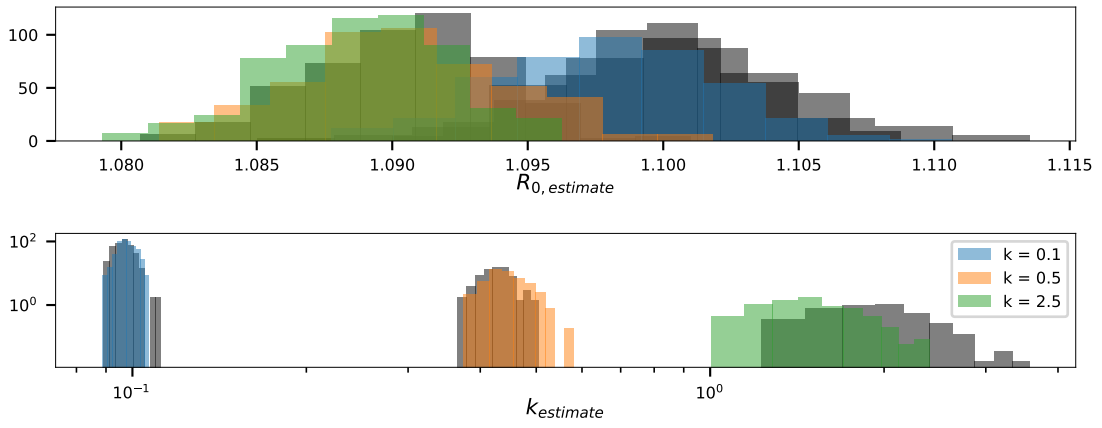 100
50
0
1.080 1.085 1.090 1.095 1.100 1.105 1.110 1.115
R0, estimate
10²
k = 0.1
k = 0.5
10⁰
k = 2.5
10⁻¹ 10⁰
kestimate